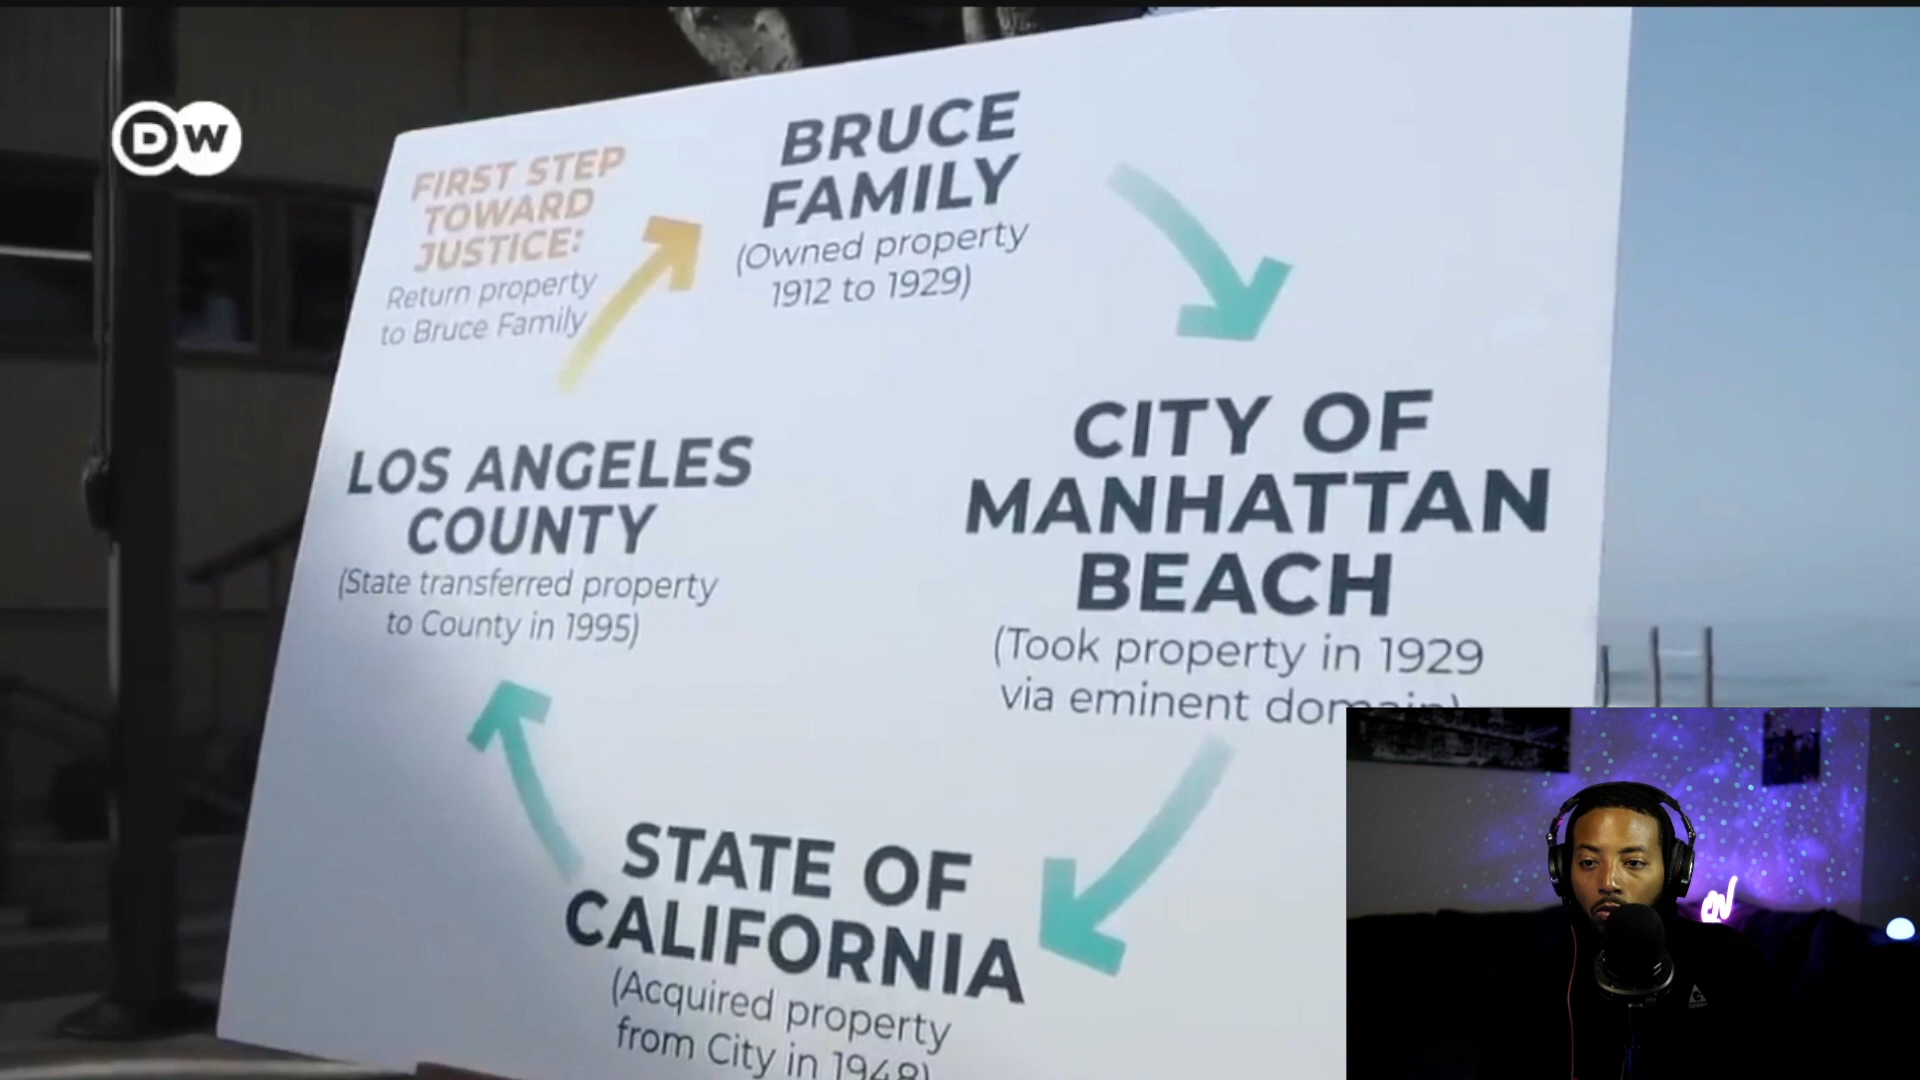 DW
FIRST STEP
TOWARD
JUSTICE:
Return property
to Bruce Family
BRUCE
FAMILY
(Owned property
1912 to 1929)
CITY OF
MANHATTAN
BEACH
(Took property in 1929
via eminent domain)
STATE OF
CALIFORNIA
(Acquired property
from City in 1948)
LOS ANGELES
COUNTY
(State transferred property
to County in 1995)